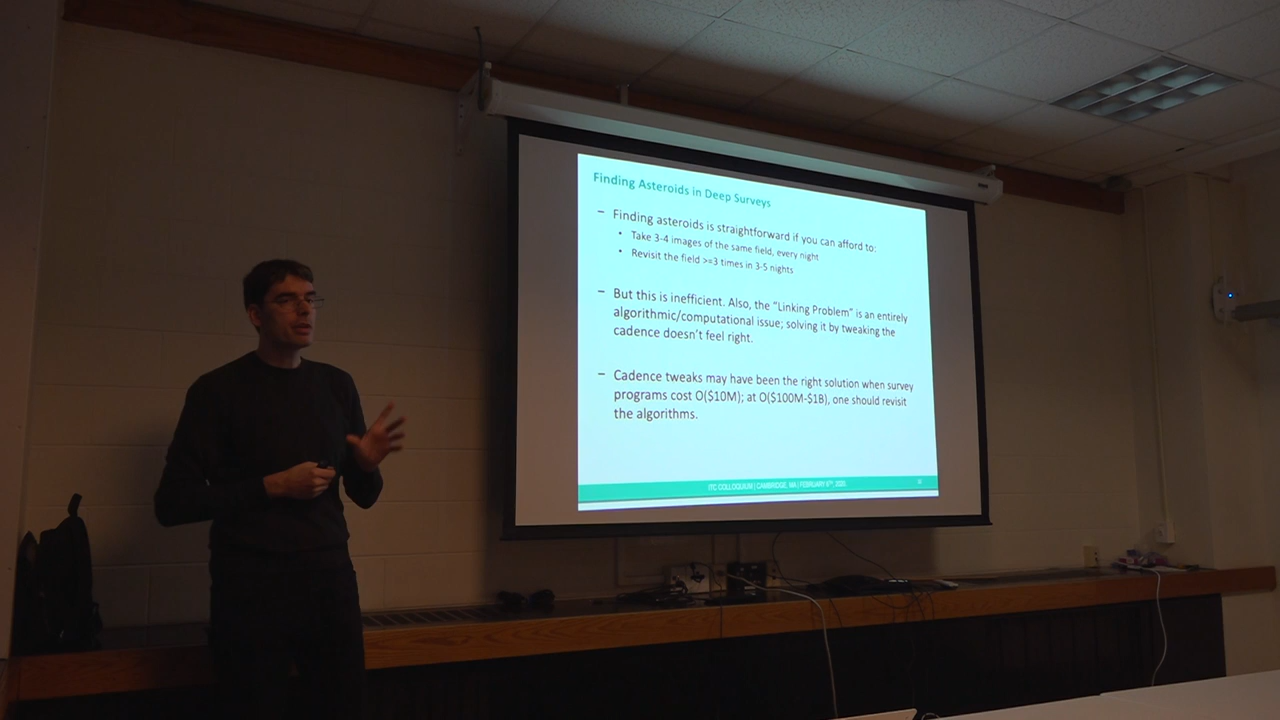 Finding Asteroids in Deep Surveys
– Finding asteroids is straightforward if you can afford to:
• Take 3-4 images of the same field, every night
• Revisit the field >=3 times in 3-5 nights
– But this is inefficient. Also, the “Linking Problem” is an entirely
algorithmic/computational issue; solving it by tweaking the
cadence doesn’t feel right.
– Cadence tweaks may have been the right solution when survey
programs cost O($10M); at O($100M-$1B), one should revisit
the algorithms.
ITC COLLOQUIUM | CAMBRIDGE, MA | FEBRUARY 6TH, 2020